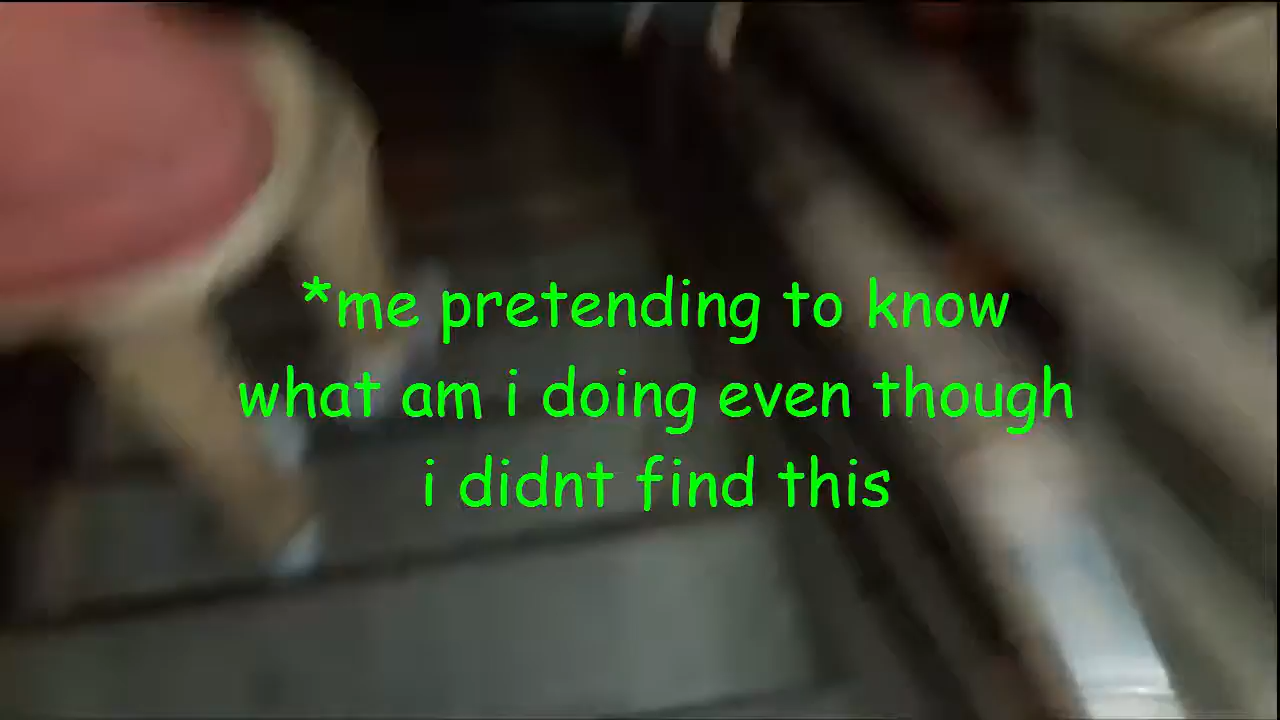 *me pretending to know
what am i doing even though
i didnt find this